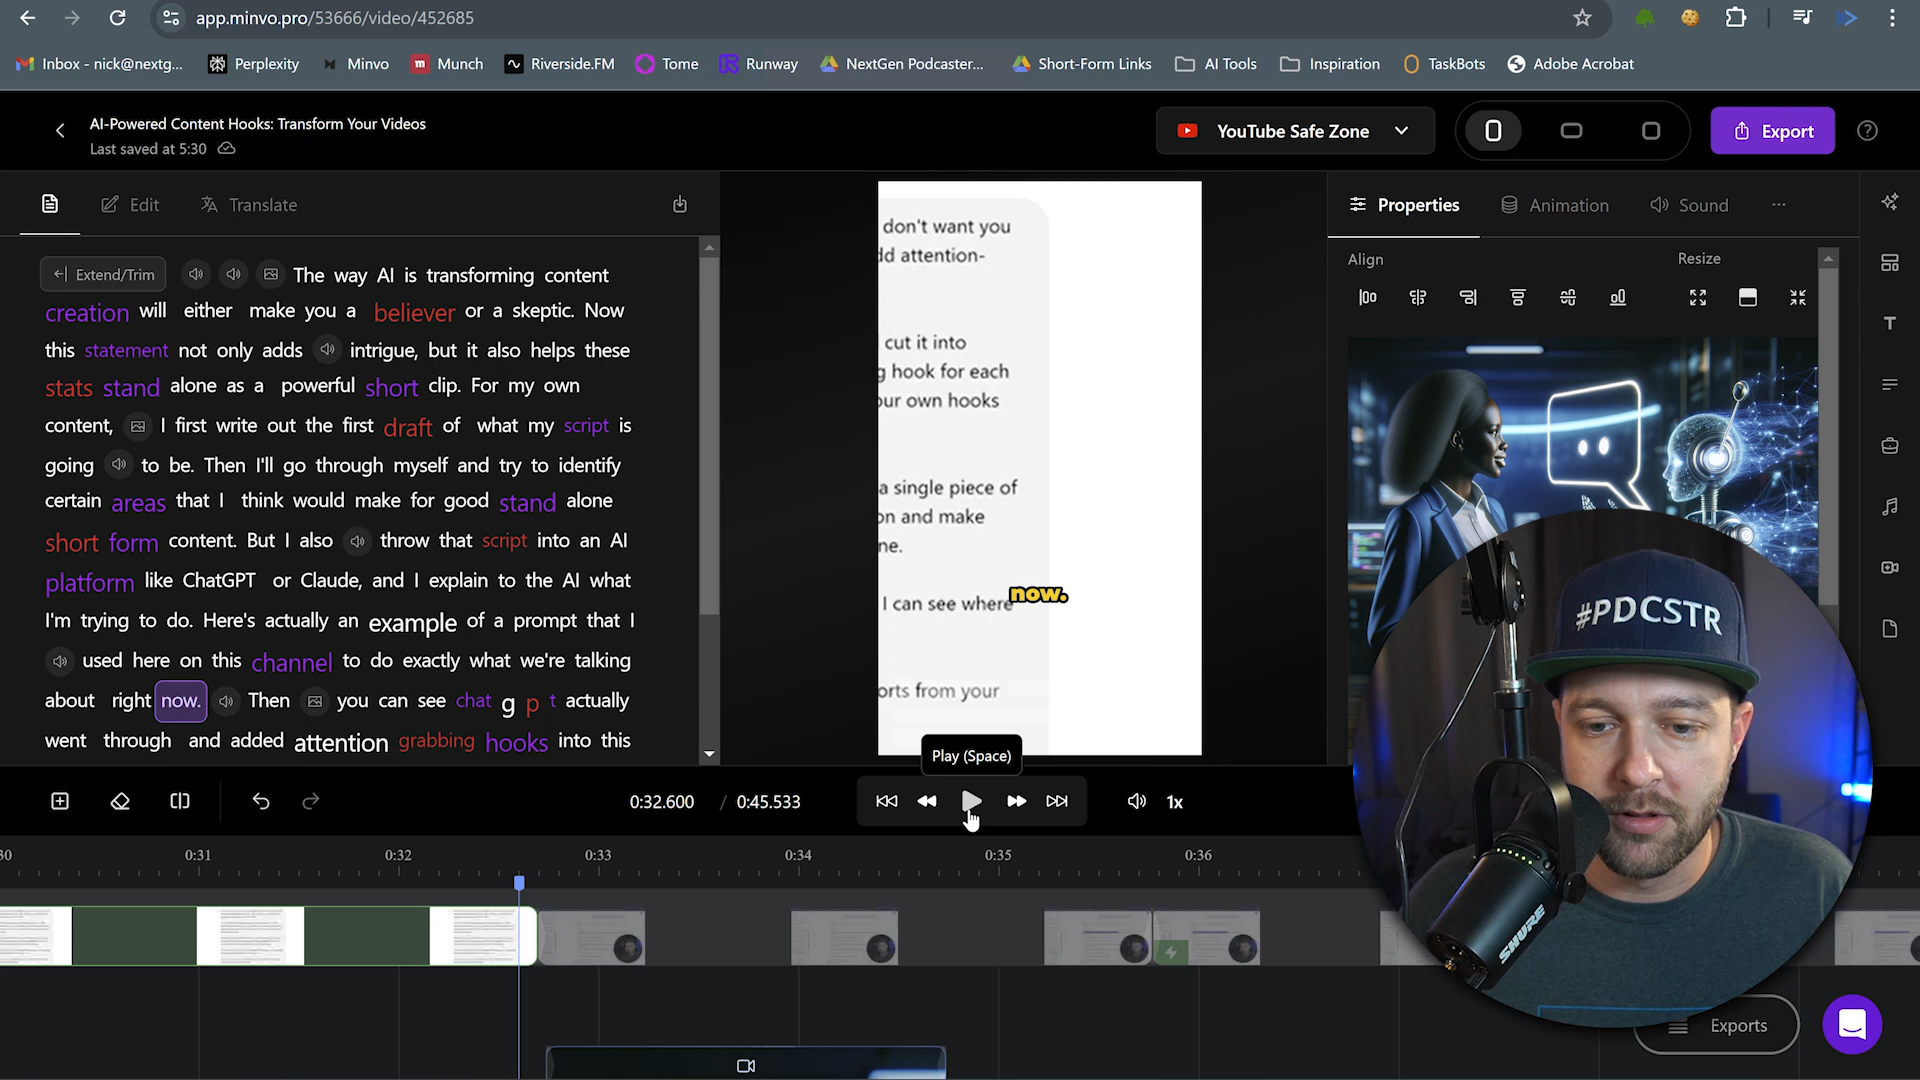 app.minvo.pro/53666/video/452685
Inbox - nick@nextg... Perplexity Minvo Munch Riverside.FM Tome Runway NextGen Podcaster... Short-Form Links AI Tools Inspiration TaskBots Adobe Acrobat
AI-Powered Content Hooks: Transform Your Videos
Last saved at 5:30
YouTube Safe Zone
Export
Edit Translate
Extend/Trim The way AI is transforming content
creation will either make you a believer or a skeptic. Now
this statement not only adds intrigue, but it also helps these
stats stand alone as a powerful short clip. For my own
content, I first write out the first draft of what my script is
going to be. Then I'll go through myself and try to identify
certain areas that I think would make for good stand alone
short form content. But I also throw that script into an AI
platform like ChatGPT or Claude, and I explain to the AI what
I'm trying to do. Here's actually an example of a prompt that I
used here on this channel to do exactly what we're talking
about right now. Then you can see chat g p t actually
went through and added attention grabbing hooks into this
don't want you
dd attention-
cut it into
g hook for each
our own hooks
a single piece of
on and make
ne.
I can see where
now.
orts from your
Play (Space)
Properties Animation Sound
Align Resize
#PDCSTR
SHURE
0:32.600 / 0:45.533
1x
30 0:31 0:32 0:33 0:34 0:35 0:36
Exports